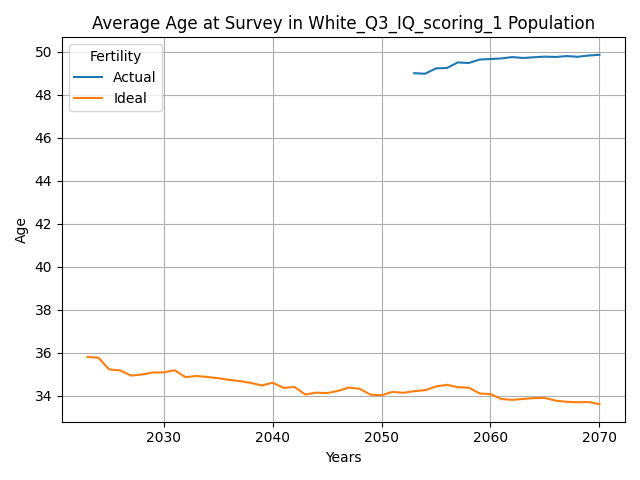 Average Age at Survey in White_Q3_IQ_scoring_1 Population
Fertility
Actual
Ideal
50
48
46
44
42
40
38
36
34
Age
2030
2040
2050
2060
2070
Years